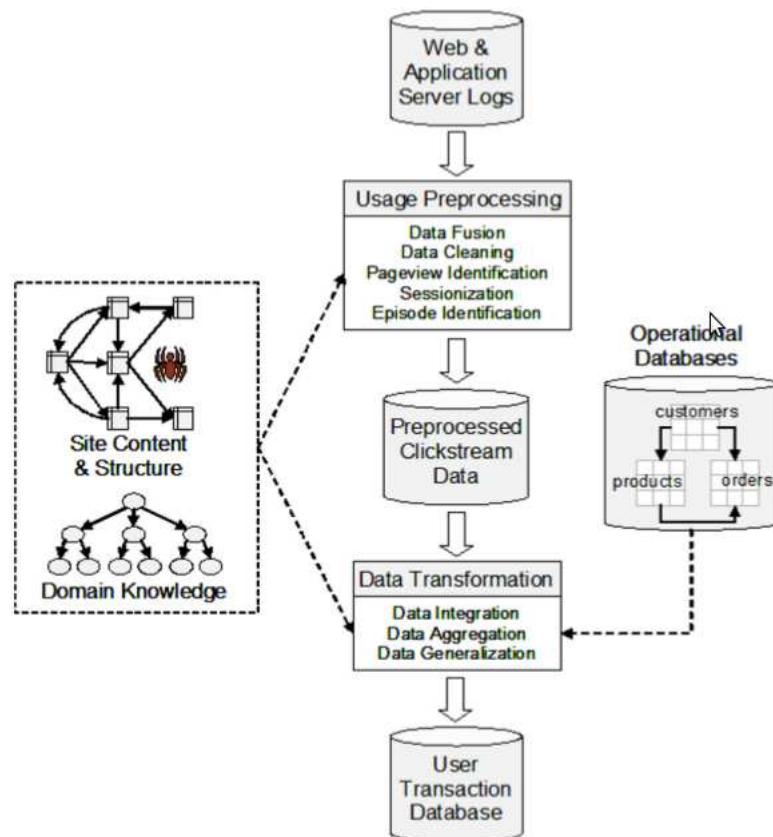 Web &
Application
Server Logs
Usage Preprocessing
Data Fusion
Data Cleaning
Pageview Identification
Sessionization
Episode Identification
Site Content
& Structure
Domain Knowledge
Preprocessed
Clickstream
Data
Operational
Databases
customers
products
orders
Data Transformation
Data Integration
Data Aggregation
Data Generalization
User
Transaction
Database